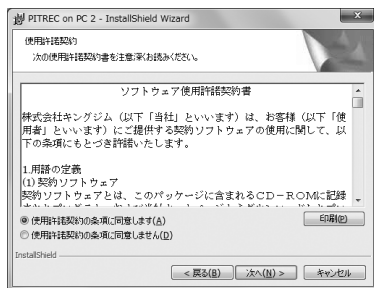 PITREC on PC 2 - InstallShield Wizard
使用許諾契約
次の使用許諾契約書を注意深くお読みください。
ソフトウェア使用許諾契約書
株式会社キングジム（以下「当社」といいます）は、お客様（以下「使
用者」といいます）にご提供する契約ソフトウェアの使用に関して、以
下の条項にもとづき許諾いたします。
1.用語の定義
(1)契約ソフトウェア
契約ソフトウェアとは、このパッケージに含まれるCD－ROMに記録
使用許諾契約の条項に同意します(A)
印刷(P)
使用許諾契約の条項に同意しません(D)
InstallShield
< 戻る(B)
次へ(N) >
キャンセル